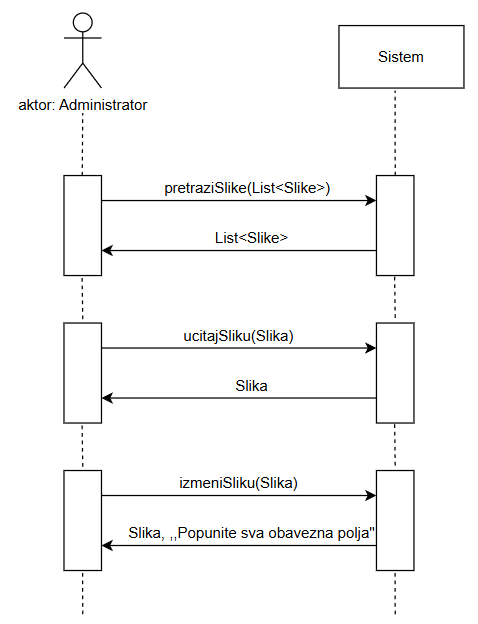 Sistem
aktor: Administrator
pretraziSlike(List<Slike>)
List<Slike>
ucitajSliku(Slika)
Slika
izmeniSliku(Slika)
Slika, ,,Popunite sva obavezna polja"